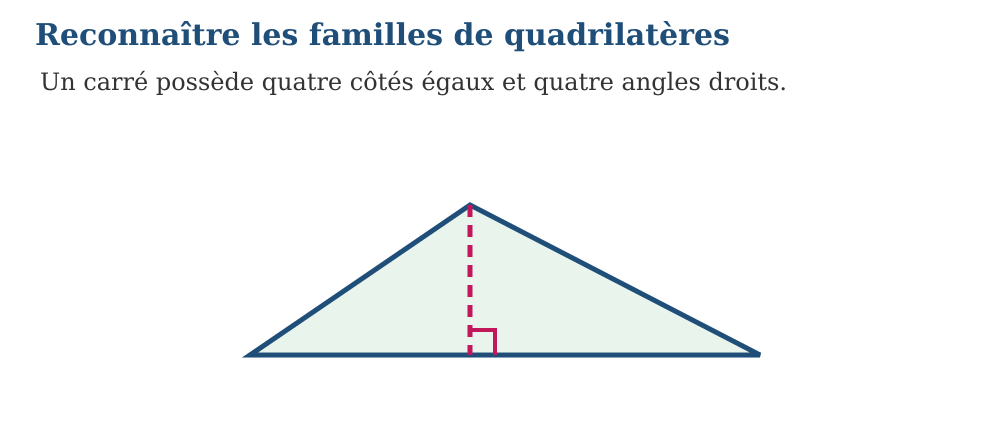 Reconnaître les familles de quadrilatères
Un carré possède quatre côtés égaux et quatre angles droits.